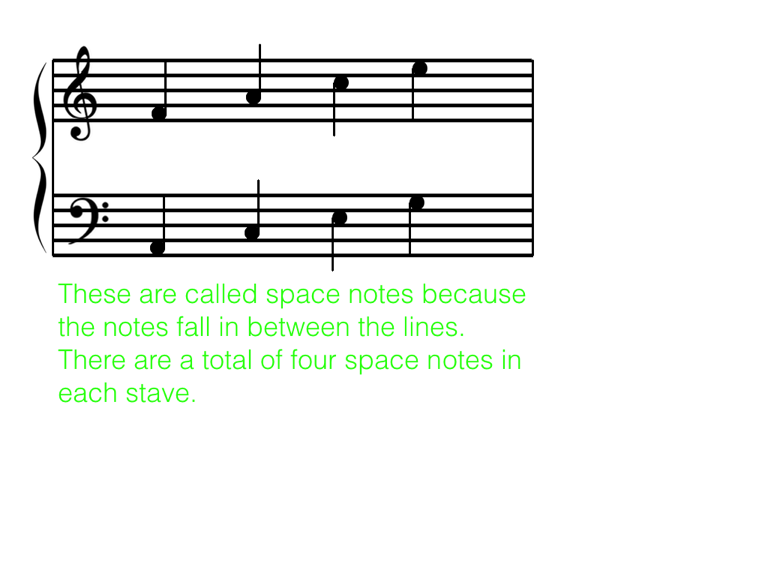 These are called space notes because
the notes fall in between the lines.
There are a total of four space notes in
each stave.